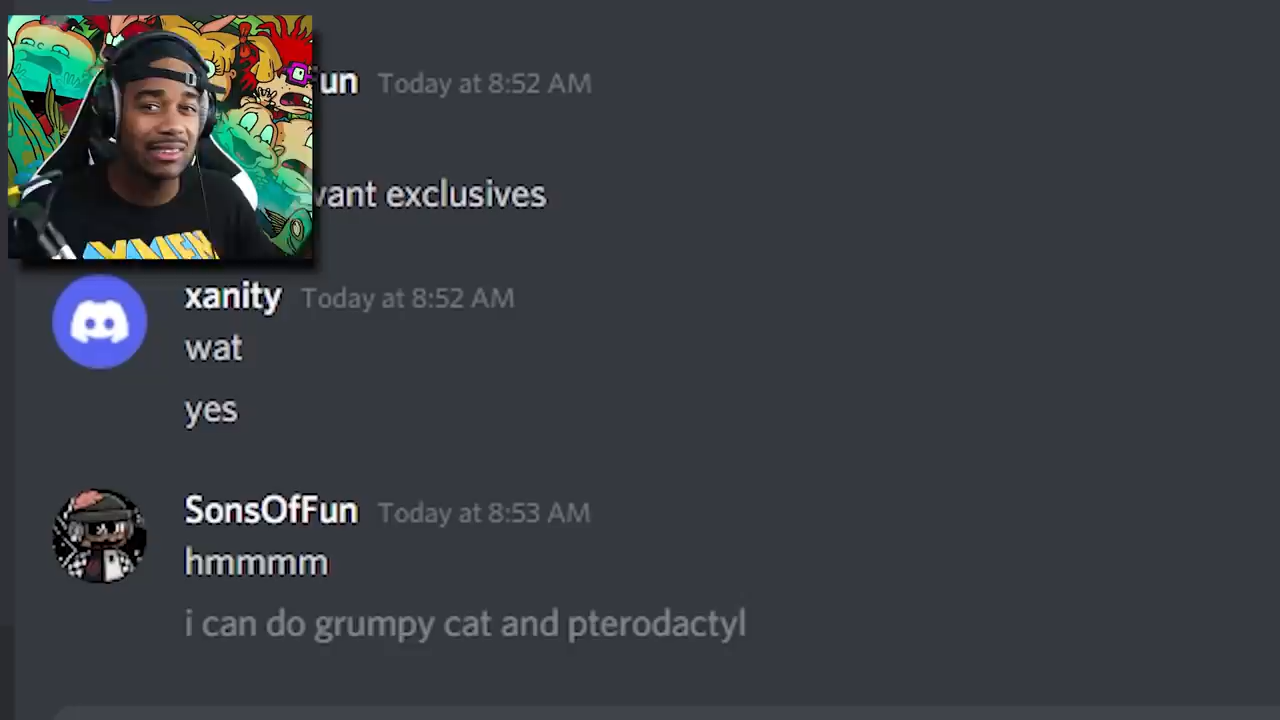 un Today at 8:52 AM
want exclusives
xanity Today at 8:52 AM
wat
yes
SonsOfFun Today at 8:53 AM
hmmmm
i can do grumpy cat and pterodactyl